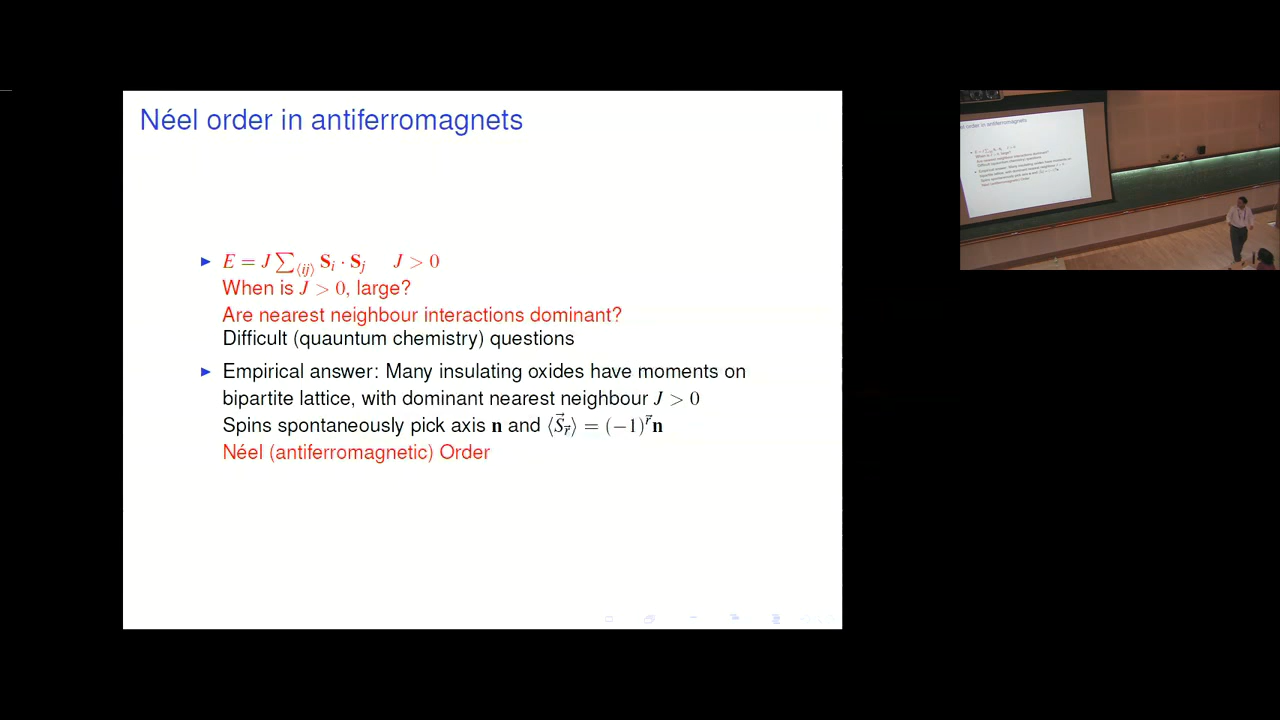 Néel order in antiferromagnets
▶ E = J ∑⟨ij⟩ Si · Sj J > 0
When is J > 0, large?
Are nearest neighbour interactions dominant?
Difficult (quauntum chemistry) questions
▶ Empirical answer: Many insulating oxides have moments on
bipartite lattice, with dominant nearest neighbour J > 0
Spins spontaneously pick axis n and ⟨S⃗r⃗⟩ = (−1)^r⃗ n
Néel (antiferromagnetic) Order